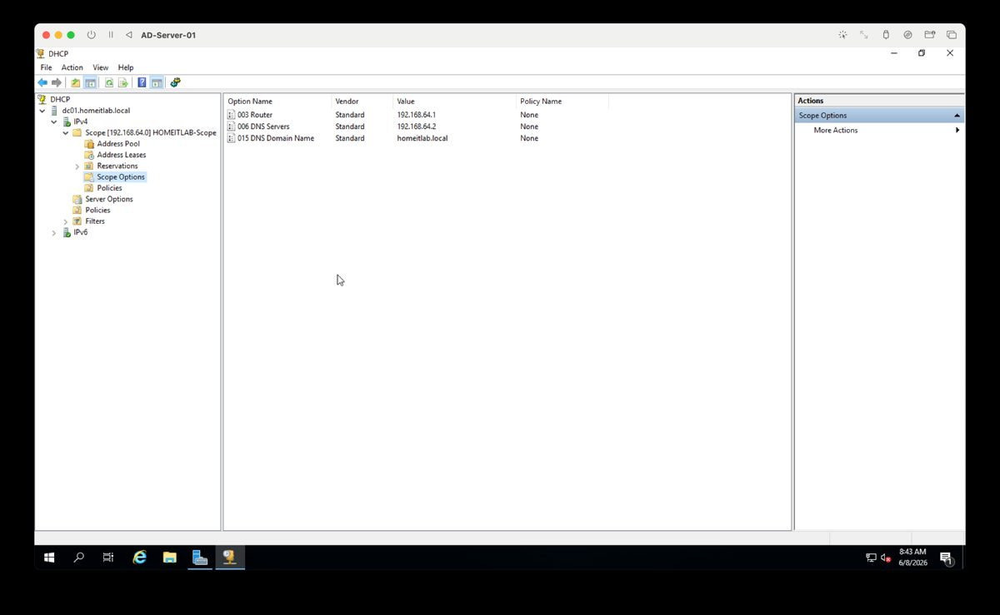 AD-Server-01
DHCP
File Action View Help
DHCP
dc01.homeitlab.local
IPv4
Scope [192.168.64.0] HOMEITLAB-Scope
Address Pool
Address Leases
Reservations
Scope Options
Policies
Server Options
Policies
Filters
IPv6
Option Name Vendor Value Policy Name
003 Router Standard 192.168.64.1 None
006 DNS Servers Standard 192.168.64.2 None
015 DNS Domain Name Standard homeitlab.local None
Actions
Scope Options
More Actions
8:43 AM
6/8/2026
1